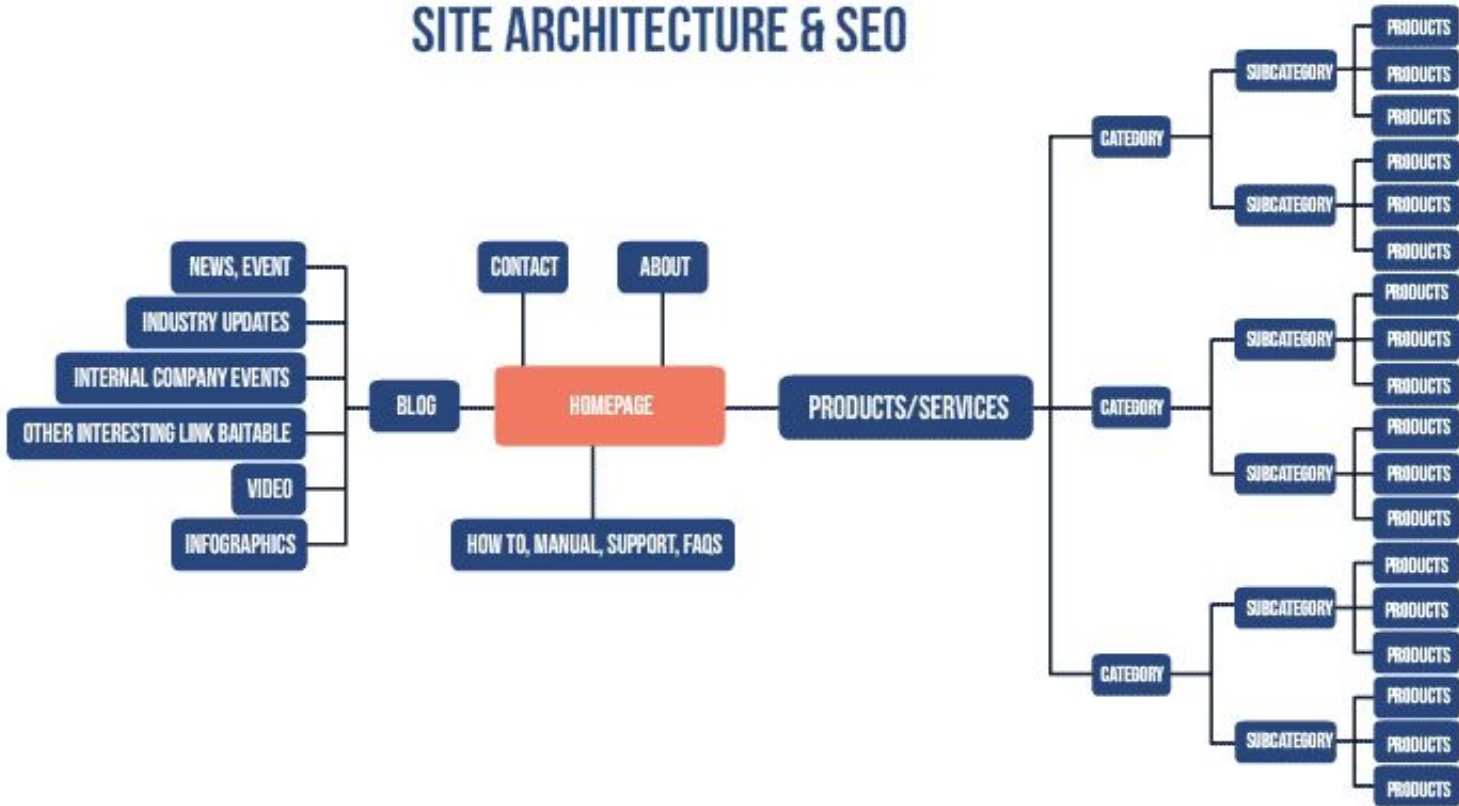 SITE ARCHITECTURE & SEO
NEWS, EVENT
INDUSTRY UPDATES
INTERNAL COMPANY EVENTS
OTHER INTERESTING LINK BAITABLE
VIDEO
INFOGRAPHICS
BLOG
CONTACT
ABOUT
HOMEPAGE
HOW TO, MANUAL, SUPPORT, FAQS
PRODUCTS/SERVICES
CATEGORY
SUBCATEGORY
PRODUCTS
PRODUCTS
PRODUCTS
SUBCATEGORY
PRODUCTS
PRODUCTS
PRODUCTS
CATEGORY
SUBCATEGORY
PRODUCTS
PRODUCTS
PRODUCTS
SUBCATEGORY
PRODUCTS
PRODUCTS
PRODUCTS
CATEGORY
SUBCATEGORY
PRODUCTS
PRODUCTS
PRODUCTS
SUBCATEGORY
PRODUCTS
PRODUCTS
PRODUCTS